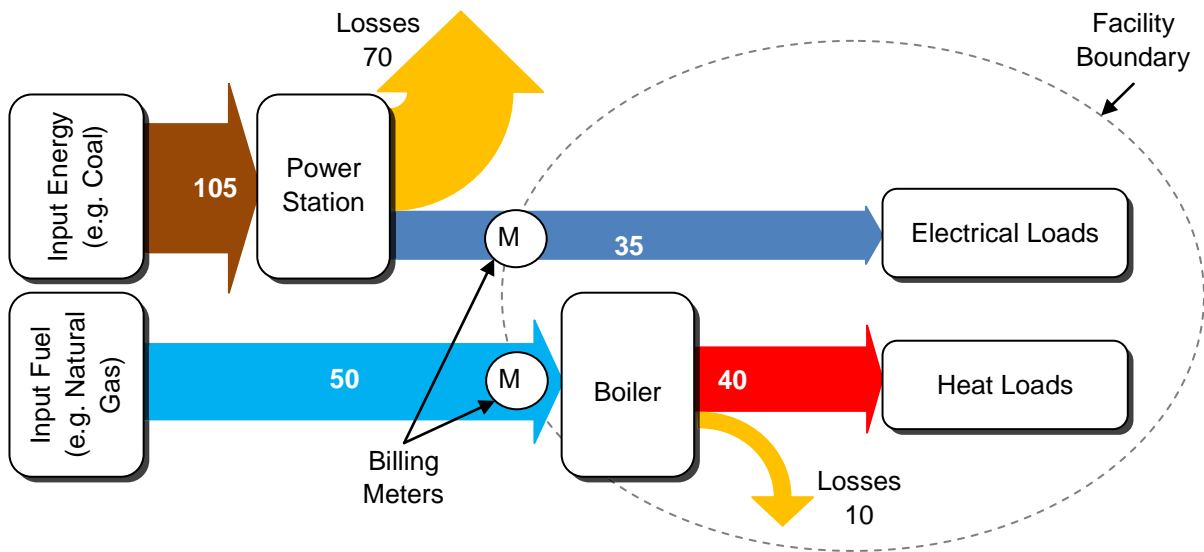 Losses
70
Facility
Boundary
Input Energy
(e.g. Coal)
105
Power
Station
M
35
Electrical Loads
Input Fuel
(e.g. Natural
Gas)
50
M
Boiler
40
Heat Loads
Billing
Meters
Losses
10